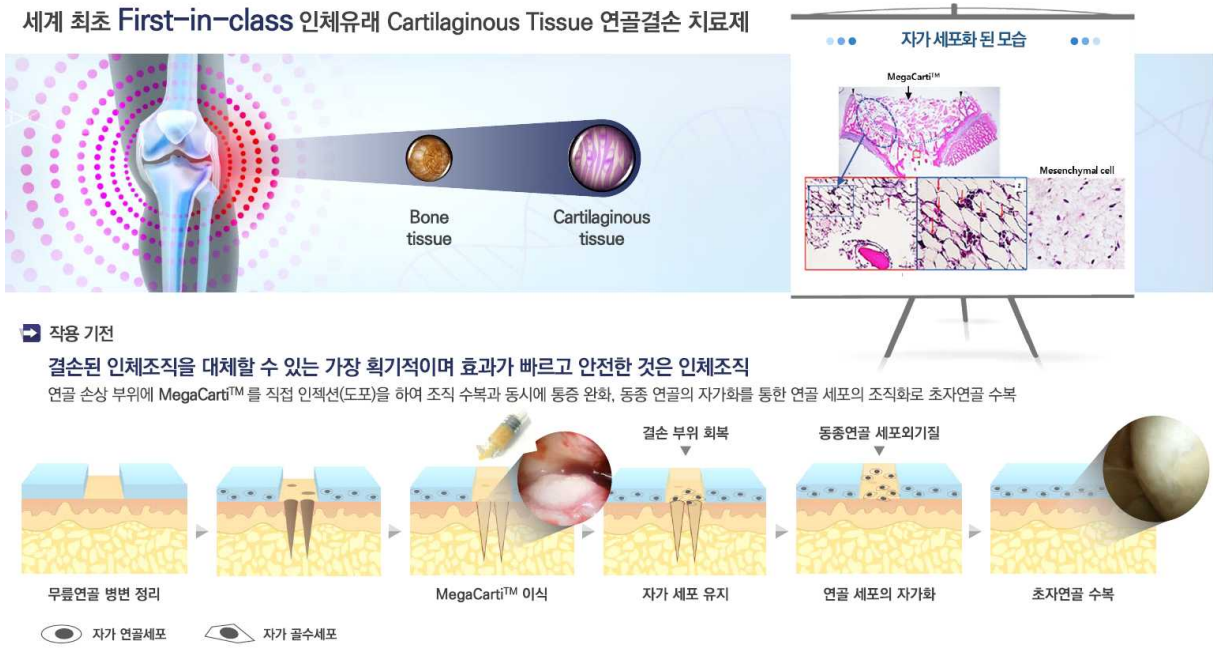 세계 최초 First-in-class 인체유래 Cartilaginous Tissue 연골결손 치료제
자가 세포화 된 모습
MegaCarti™
Mesenchymal cell
Bone
tissue
Cartilaginous
tissue
작용 기전
결손된 인체조직을 대체할 수 있는 가장 획기적이며 효과가 빠르고 안전한 것은 인체조직
연골 손상 부위에 MegaCarti™ 를 직접 인젝션(도포)을 하여 조직 수복과 동시에 통증 완화, 동종 연골의 자가화를 통한 연골 세포의 조직화로 초자연골 수복
결손 부위 회복
동종연골 세포외기질
무릎연골 병변 정리
MegaCarti™ 이식
자가 세포 유지
연골 세포의 자가화
초자연골 수복
자가 연골세포
자가 골수세포